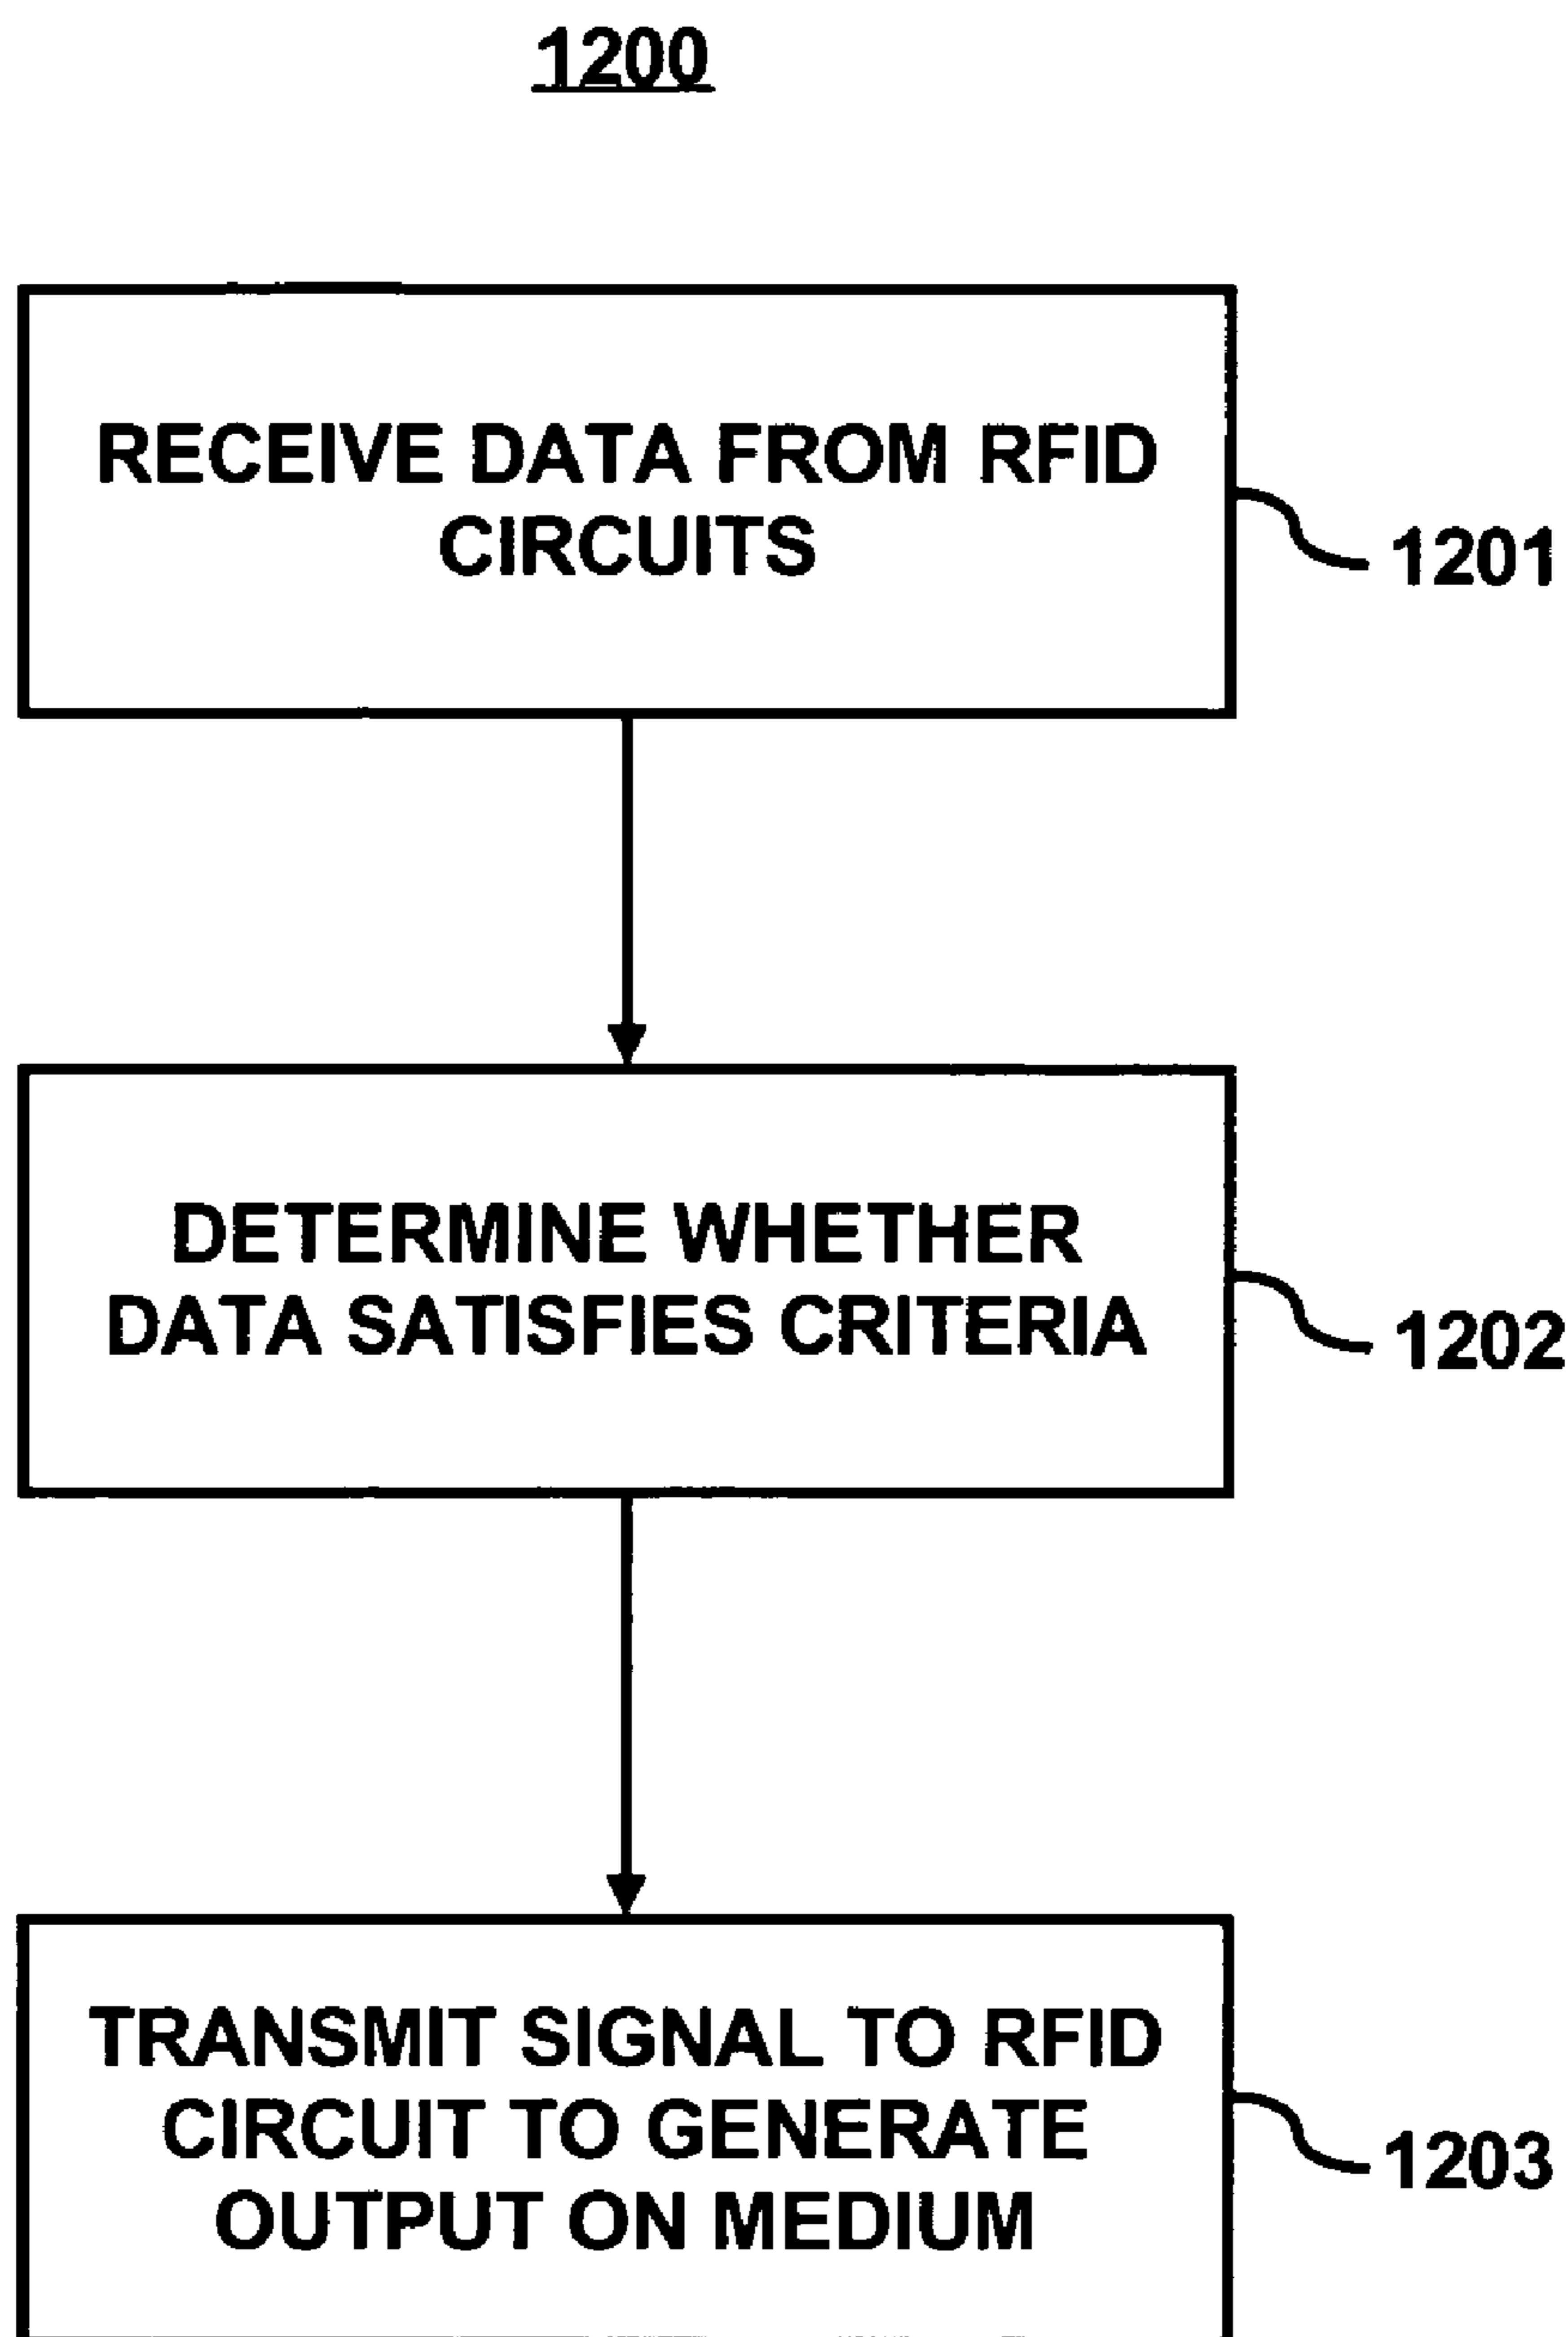 1200
RECEIVE DATA FROM RFID
CIRCUITS
1201
DETERMINE WHETHER
DATA SATISFIES CRITERIA
1202
TRANSMIT SIGNAL TO RFID
CIRCUIT TO GENERATE
OUTPUT ON MEDIUM
1203